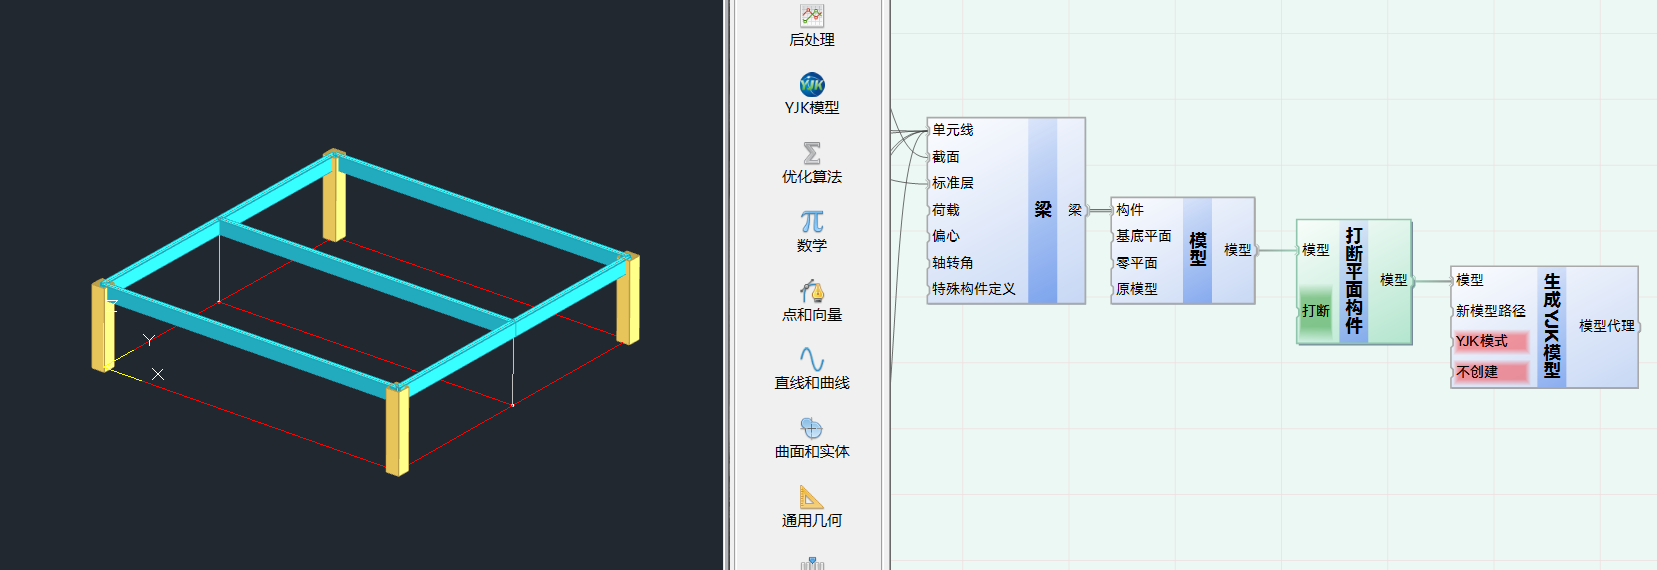 Y
X
后处理
YJK
YJK模型
Σ
优化算法
π
数学
点和向量
直线和曲线
曲面和实体
通用几何
单元线
截面
标准层
荷载
偏心
轴转角
特殊构件定义
梁
梁
构件
基底平面
零平面
原模型
模型
模型
模型
打断
打断平面构件
模型
模型
新模型路径
YJK模式
不创建
生成YJK模型
模型代理